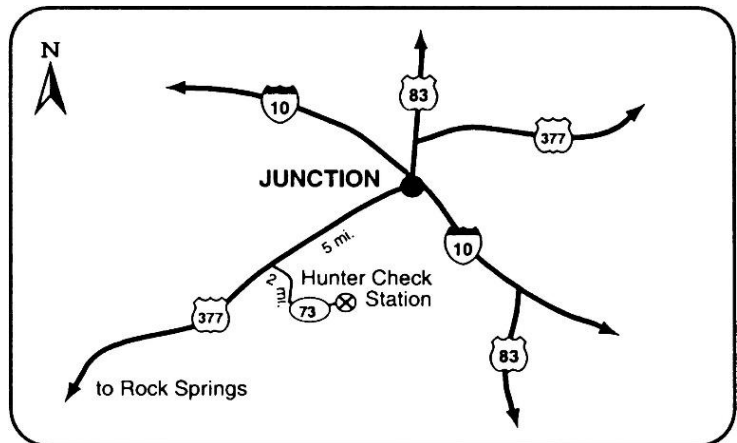 N
83
10
377
JUNCTION
5 mi.
10
Hunter Check
Station
2 mi.
73
377
83
to Rock Springs